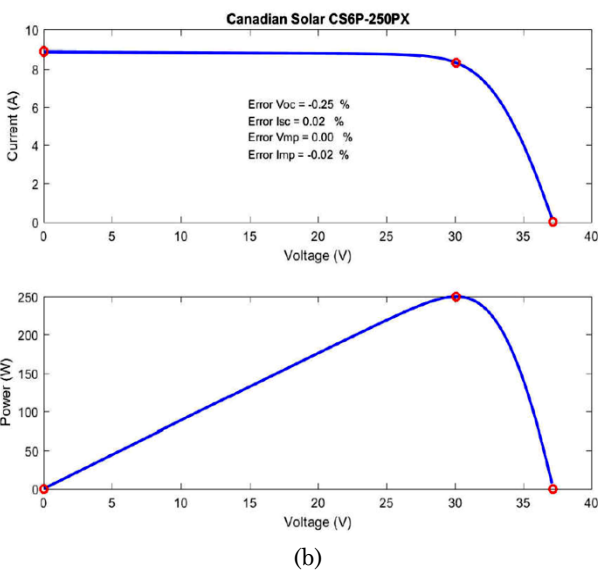 Canadian Solar CS6P-250PX
10
8
6
4
2
0
Current (A)
Error Voc = -0.25 %
Error Isc = 0.02 %
Error Vmp = 0.00 %
Error Imp = -0.02 %
0 5 10 15 20 25 30 35 40
Voltage (V)
250
200
150
100
50
0
Power (W)
0 5 10 15 20 25 30 35 40
Voltage (V)
(b)